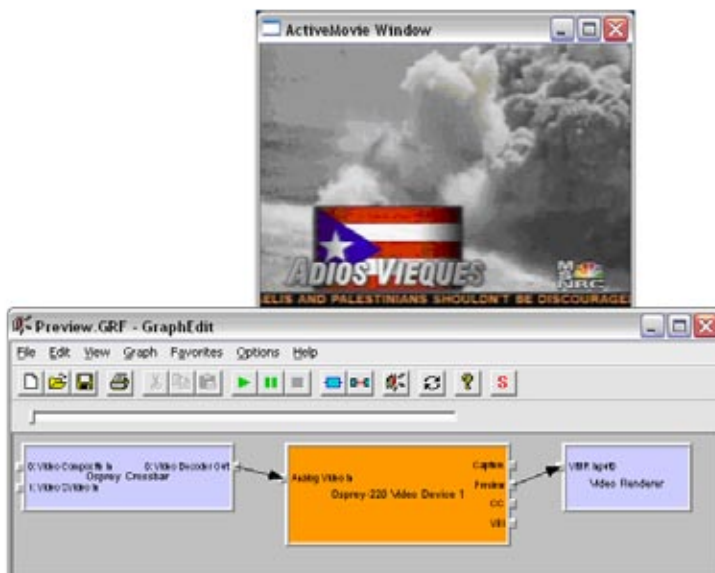 ActiveMovie Window
ADIOS VIEQUES
MSNBC
ELIS AND PALESTINIANS SHOULDN'T BE DISCOURAGE
Preview.GRF - GraphEdit
File Edit View Graph Favorites Options Help
S
0: Video Composite In 0: Video Decoder Out
Osprey Crossbar
1: Video SVideo In
Analog Video In
Osprey-220 Video Device 1
Capture
Preview
CC
VBI
VMR Input0
Video Renderer